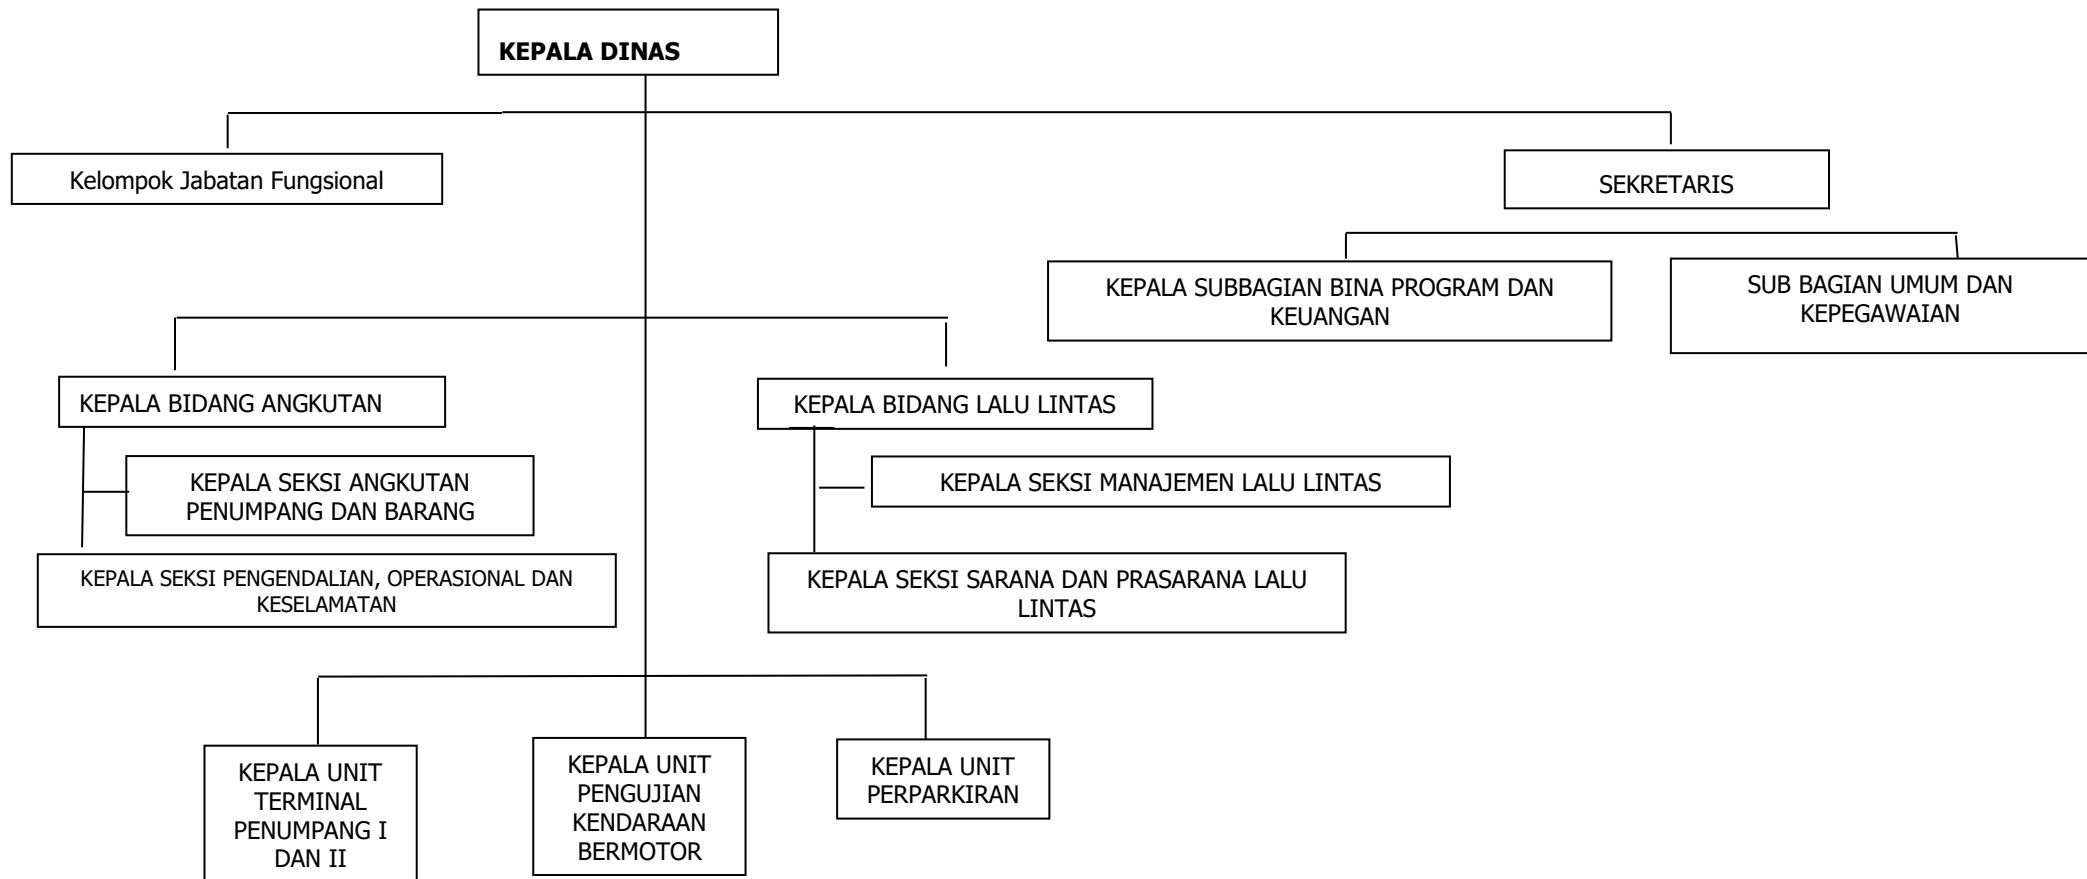 KEPALA DINAS
Kelompok Jabatan Fungsional
SEKRETARIS
KEPALA SUBBAGIAN BINA PROGRAM DAN
KEUANGAN
SUB BAGIAN UMUM DAN
KEPEGAWAIAN
KEPALA BIDANG ANGKUTAN
KEPALA BIDANG LALU LINTAS
KEPALA SEKSI ANGKUTAN
PENUMPANG DAN BARANG
KEPALA SEKSI MANAJEMEN LALU LINTAS
KEPALA SEKSI PENGENDALIAN, OPERASIONAL DAN
KESELAMATAN
KEPALA SEKSI SARANA DAN PRASARANA LALU
LINTAS
KEPALA UNIT
TERMINAL
PENUMPANG I
DAN II
KEPALA UNIT
PENGUJIAN
KENDARAAN
BERMOTOR
KEPALA UNIT
PERPARKIRAN